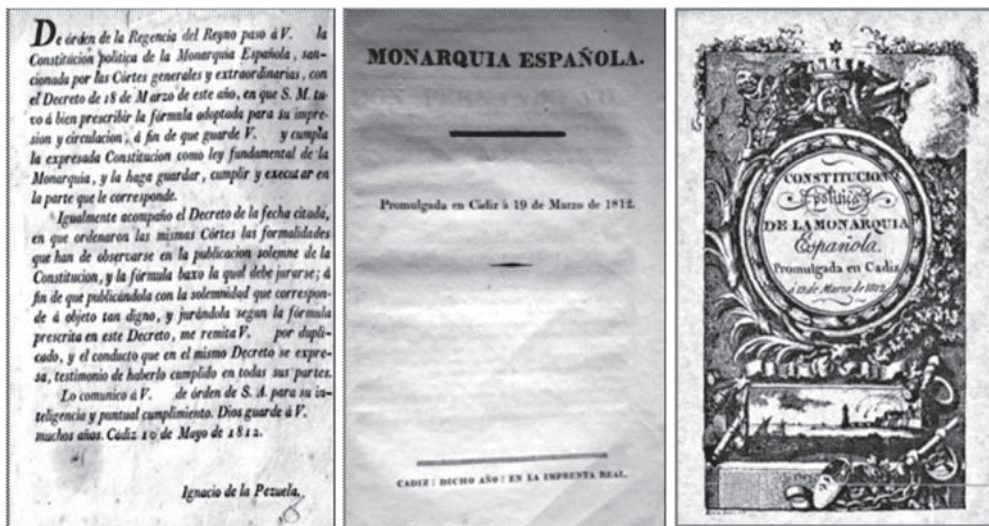 De órden de la Regencia del Reyno paso á V. la
Constitucion politica de la Monarquía Española, san-
cionada por las Córtes generales y extraordinarias, con
el Decreto de 18 de Marzo de este año, en que S. M. tu-
vo á bien prescribir la fórmula adoptada para su impre-
sion y circulacion, á fin de que guarde V. y cumpla
la expresada Constitucion como ley fundamental de la
Monarquía, y la haga guardar, cumplir y executar en
la parte que le corresponde.
Igualmente acompaño el Decreto de la fecha citada,
en que ordenaron las mismas Córtes las formalidades
que han de observarse en la publicacion solemne de la
Constitucion, y la fórmula baxo la qual debe jurarse; á
fin de que publicándola con la solemnidad que correspon-
de á objeto tan digno, y jurándola segun la fórmula
prescrita en este Decreto, me remita V. por dupli-
cado, y el conducto que en el mismo Decreto se expre-
sa, testimonio de haberlo cumplido en todas sus partes.
Lo comunico á V. de órden de S. A. para su in-
teligencia y puntual cumplimiento. Dios guarde á V.
muchos años. Cádiz 10 de Mayo de 1812.
Ignacio de la Pezuela.
MONARQUIA ESPAÑOLA.
Promulgada en Cádiz á 19 de Marzo de 1812.
CADIZ: DICHO AÑO: EN LA IMPRENTA REAL.
CONSTITUCION
Política
DE LA MONARQUIA
Española.
Promulgada en Cadiz
á 19 de Marzo de 1812